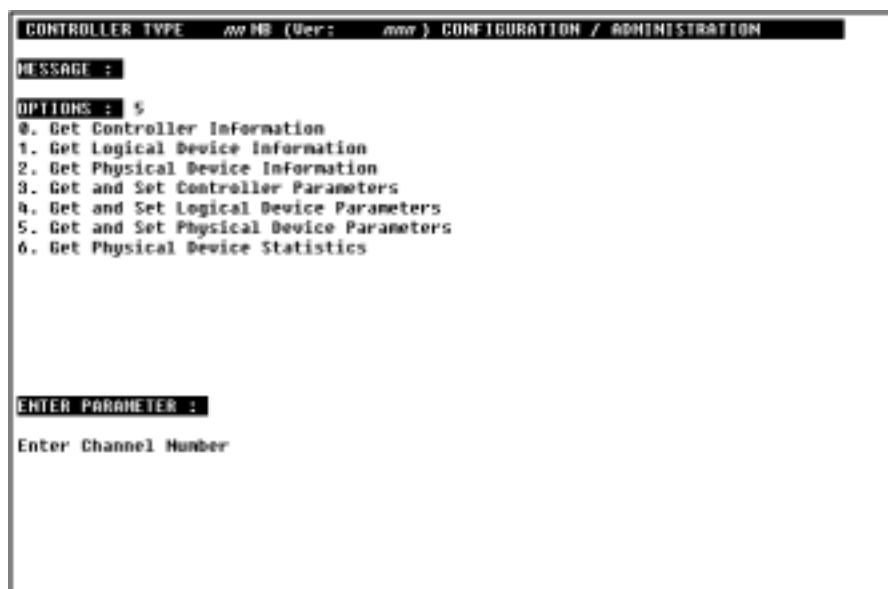 CONTROLLER TYPE nn MB (Ver: nnn ) CONFIGURATION / ADMINISTRATION
MESSAGE :
OPTIONS : 5
0. Get Controller Information
1. Get Logical Device Information
2. Get Physical Device Information
3. Get and Set Controller Parameters
4. Get and Set Logical Device Parameters
5. Get and Set Physical Device Parameters
6. Get Physical Device Statistics
ENTER PARAMETER :
Enter Channel Number